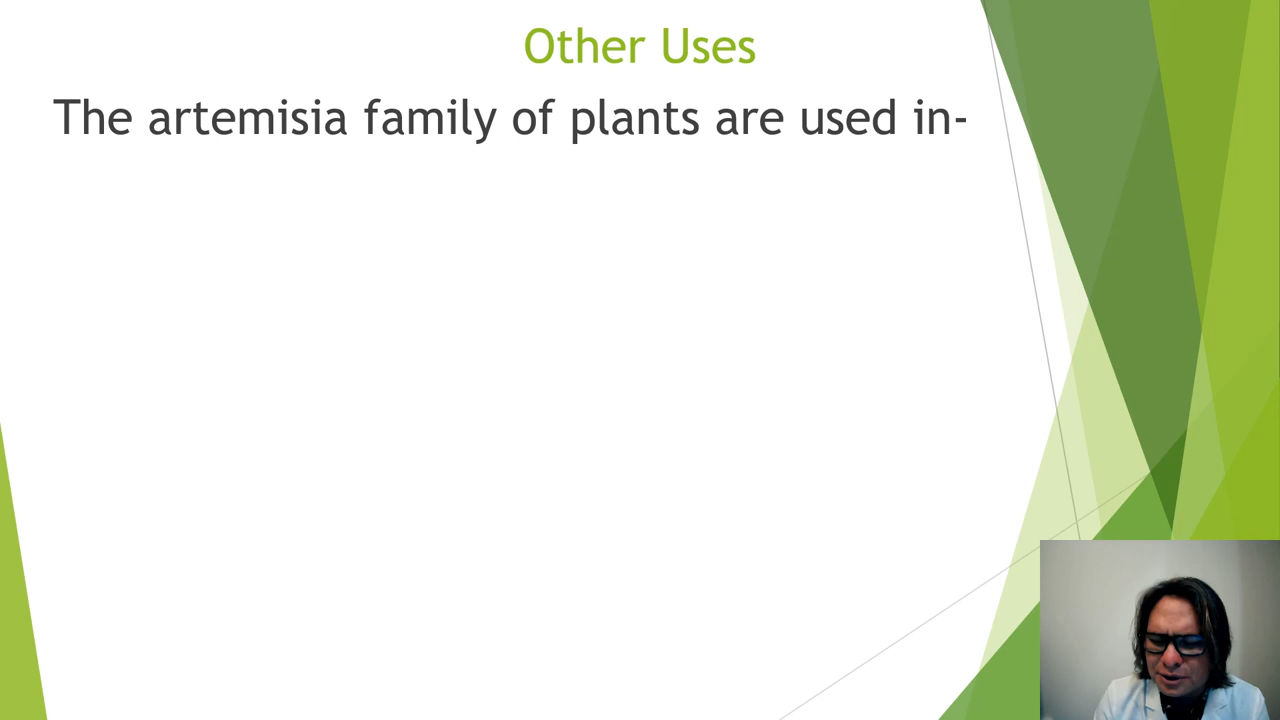 Other Uses
The artemisia family of plants are used in-